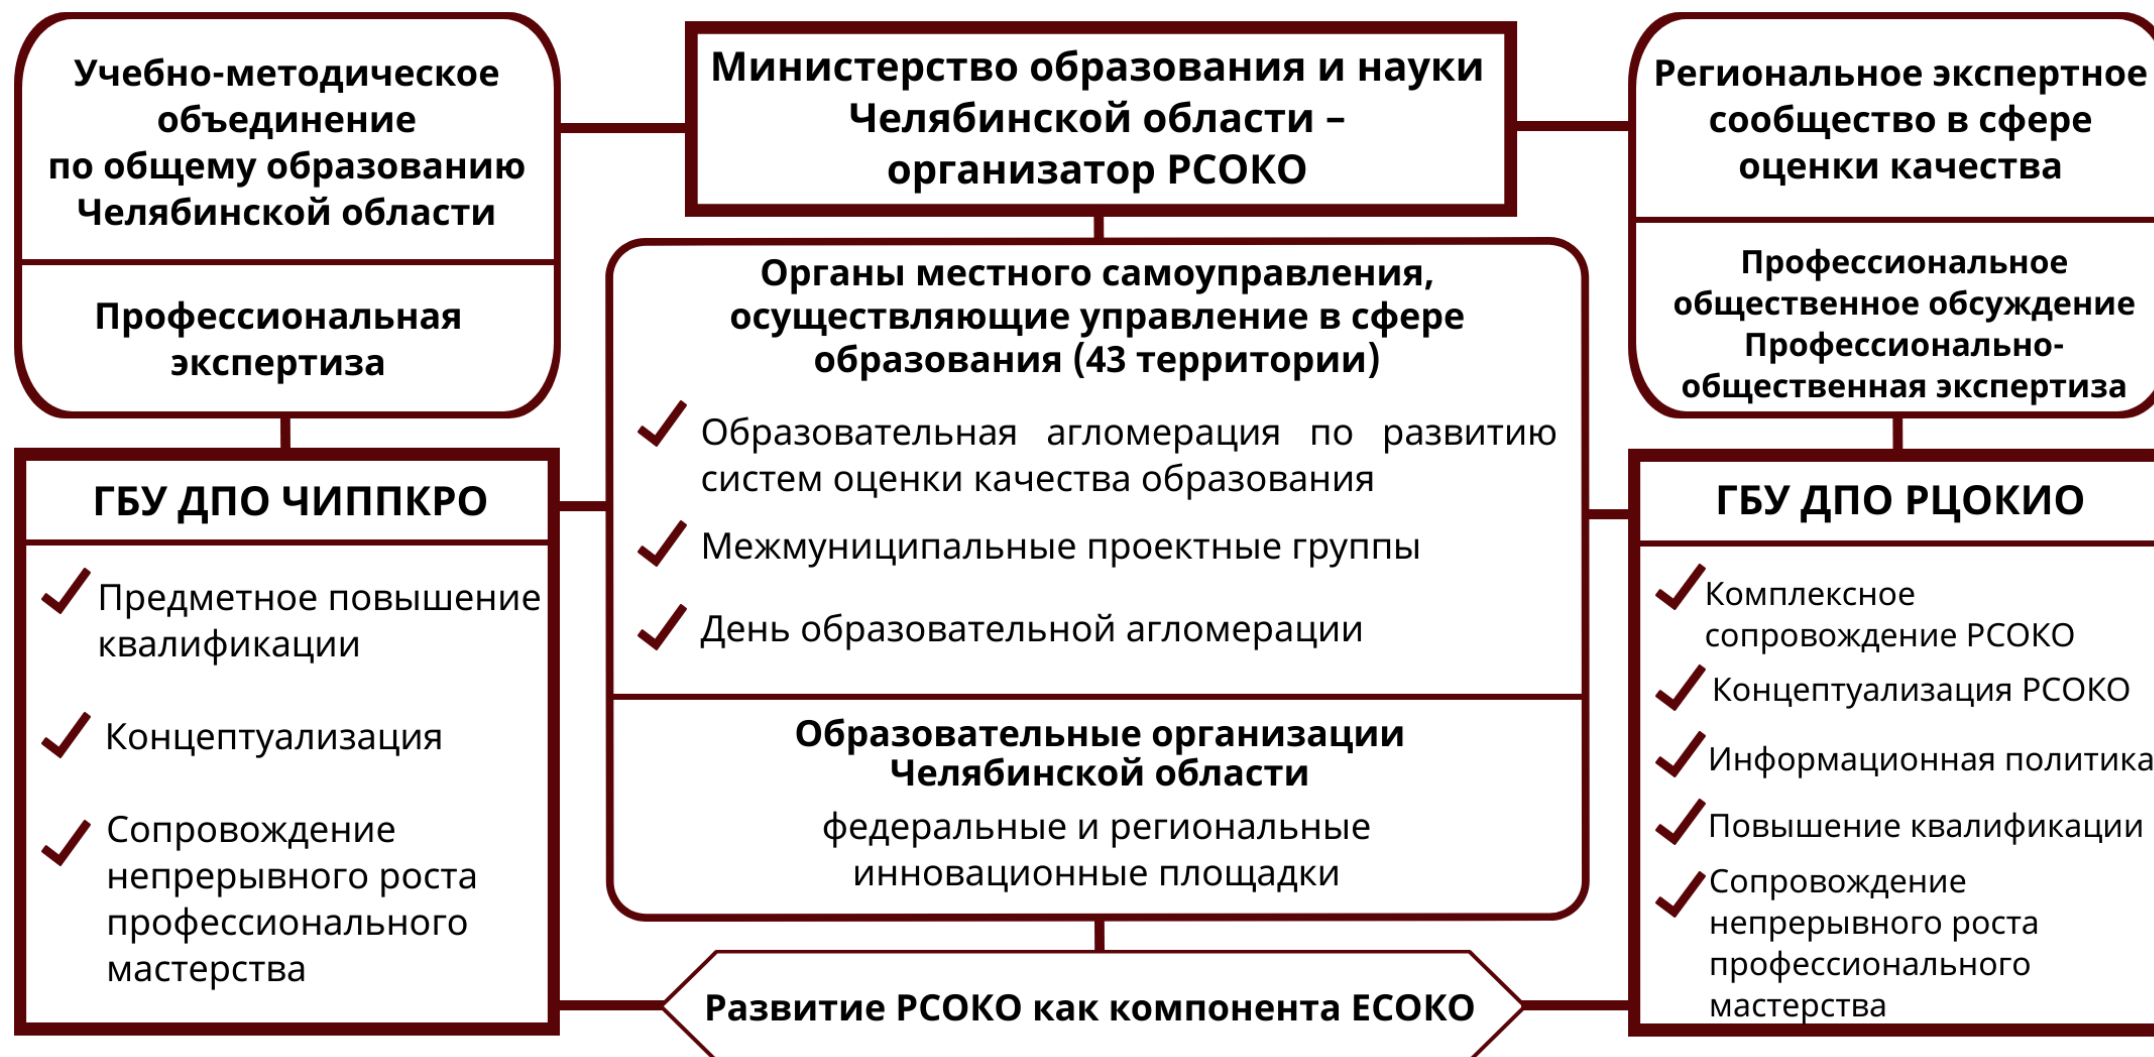 Учебно-методическое
объединение
по общему образованию
Челябинской области
Профессиональная
экспертиза
Министерство образования и науки
Челябинской области –
организатор РСОКО
Региональное экспертное
сообщество в сфере
оценки качества
Профессиональное
общественное обсуждение
Профессионально-
общественная экспертиза
Органы местного самоуправления,
осуществляющие управление в сфере
образования (43 территории)
Образовательная агломерация по развитию
систем оценки качества образования
Межмуниципальные проектные группы
День образовательной агломерации
Образовательные организации
Челябинской области
федеральные и региональные
инновационные площадки
ГБУ ДПО ЧИППКРО
Предметное повышение
квалификации
Концептуализация
Сопровождение
непрерывного роста
профессионального
мастерства
ГБУ ДПО РЦОКИО
Комплексное
сопровождение РСОКО
Концептуализация РСОКО
Информационная политика
Повышение квалификации
Сопровождение
непрерывного роста
профессионального
мастерства
Развитие РСОКО как компонента ЕСОКО